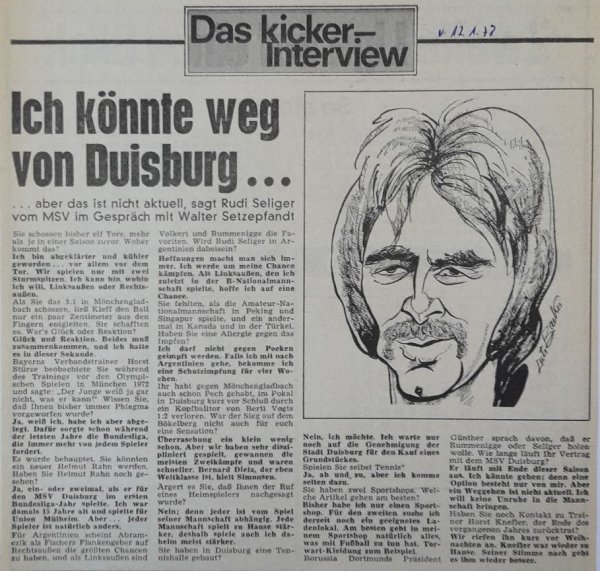 Das kicker-
Interview
v. 12.1.78
Ich könnte weg
von Duisburg ...
... aber das ist nicht aktuell, sagt Rudi Seliger
vom MSV im Gespräch mit Walter Setzepfandt
Sie schossen bisher elf Tore, mehr
als je in einer Saison zuvor. Woher
kommt das?
Ich bin abgeklärter und kühler
geworden... vor allem vor dem
Tor. Wir spielen nur mit zwei
Sturmspitzen. Ich kann hin, wohin
ich will, Linksaußen oder Rechts-
außen.
Als Sie das 3:1 in Mönchenglad-
bach schossen, ließ Kleff den Ball
nur ein paar Zentimeter aus den
Fingern entgleiten. Sie schafften
es. War's Glück oder Reaktion?
Glück und Reaktion. Beides muß
zusammenkommen, und ich hatte
es in dieser Sekunde.
Bayerns Verbandstrainer Horst
Stürze beobachtete Sie während
des Trainings vor den Olympi-
schen Spielen in München 1972
und sagte: „Der Junge weiß ja gar
nicht, was er kann!“ Wissen Sie,
daß Ihnen bisher immer Phlegma
vorgeworfen wurde?
Ja, weiß ich, habe ich aber abge-
legt. Dafür sorgte schon während
der letzten Jahre die Bundesliga,
die immer mehr von jedem Spieler
fordert.
Es wurde behauptet, Sie könnten
ein neuer Helmut Rahn werden.
Haben Sie Helmut Rahn noch ge-
sehen?
Ja, ein- oder zweimal, als er für
den MSV Duisburg im ersten
Bundesliga-Jahr spielte. Ich war
damals 15 Jahre alt und spielte für
Union Mülheim. Aber... jeder
Spieler ist natürlich anders.
Für Argentinien scheint Abram-
czik als Fischers Flankengeber auf
Rechtsaußen die größten Chancen
zu haben, und als Linksaußen sind
Volkert und Rummenigge die Fa-
voriten. Wird Rudi Seliger in Ar-
gentinien dabeisein?
Hoffnungen macht man sich im-
mer. Ich werde um meine Chance
kämpfen. Als Linksaußen, den ich
zuletzt in der B-Nationalmann-
schaft spielte, hoffe ich auf eine
Chance.
Sie fehlten, als die Amateur-Na-
tionalmannschaft in Peking und
Singapur spielte, und ein ander-
mal in Kanada und in der Türkei.
Haben Sie eine Allergie gegen das
Impfen?
Ich darf nicht gegen Pocken
geimpft werden. Falls ich mit nach
Argentinien gehe, bekomme ich
eine Schutzimpfung für vier Wo-
chen.
Ihr habt gegen Mönchengladbach
auch schon Pech gehabt, im Pokal
in Duisburg kurz vor Schluß durch
ein Kopfballtor von Berti Vogts
1:2 verloren. War der Sieg auf dem
Bökelberg nicht auch für euch
eine Sensation?
Überraschung ein klein wenig
schon. Aber wir haben sehr diszi-
pliniert gespielt, gewannen die
meisten Zweikämpfe und waren
schneller. Bernard Dietz, der eben
Weltklasse ist, hielt Simonsen.
Ärgert es Sie, daß Ihnen der Ruf
eines Heimspielers nachgesagt
wurde?
Nein; denn jeder ist vom Spiel
seiner Mannschaft abhängig. Jede
Mannschaft spielt zu Hause stär-
ker, deshalb spiele auch ich da-
heim meist stärker.
Sie haben in Duisburg eine Ten-
nishalle gebaut?
Nein, ich möchte. Ich warte nur
noch auf die Genehmigung der
Stadt Duisburg für den Kauf eines
Grundstückes.
Spielen Sie selbst Tennis?
Ja, ab und zu, aber ich komme
selten dazu.
Sie haben zwei Sportshops. Wel-
che Artikel gehen am besten?
Bisher habe ich nur einen Sport-
shop. Für den zweiten suche ich
derzeit noch ein geeignetes La-
denlokal. Am besten geht in mei-
nem Sportshop natürlich alles,
was mit Fußball zu tun hat. Tor-
wart-Kleidung zum Beispiel.
Borussia Dortmunds Präsident
Günther sprach davon, daß er
Rummenigge oder Seliger holen
wolle. Wie lange läuft Ihr Vertrag
mit dem MSV Duisburg?
Er läuft mit Ende dieser Saison
aus. Ich könnte gehen; denn eine
Option besteht nur von mir. Aber
ein Weggehen ist nicht aktuell. Ich
will keine Unruhe in die Mann-
schaft bringen.
Haben Sie noch Kontakt zu Trai-
ner Horst Knefler, der Ende des
vergangenen Jahres zurücktrat?
Wir riefen ihn kurz vor Weih-
nachten an. Knefler war wieder zu
Hause. Seiner Stimme nach geht
es ihm wieder besser.